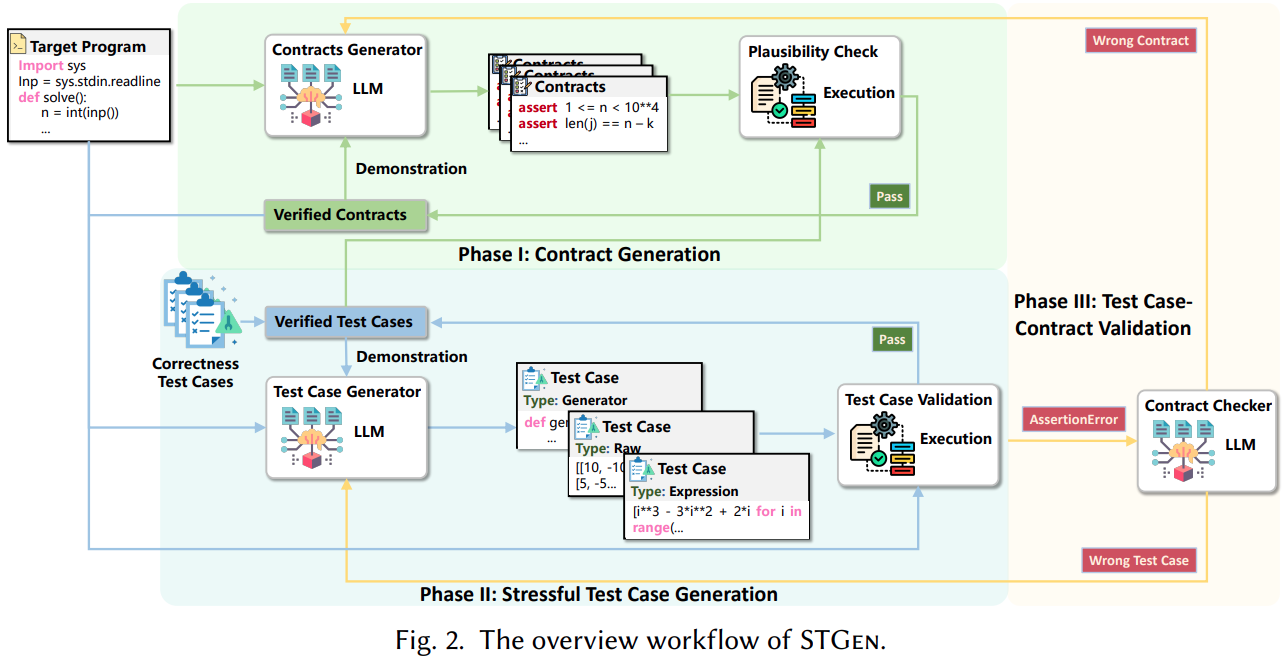 Target Program
Import sys
Inp = sys.stdin.readline
def solve():
n = int(inp())
...
Contracts Generator
LLM
Contracts
assert 1 <= n < 10**4
assert len(j) == n – k
...
Plausibility Check
Execution
Wrong Contract
Demonstration
Pass
Verified Contracts
Phase I: Contract Generation
Correctness
Test Cases
Verified Test Cases
Demonstration
Pass
Phase III: Test Case-
Contract Validation
Test Case Generator
LLM
Test Case
Type: Generator
def ger
...
Test Case
Type: Raw
[[10, -10
[5, -5...
Test Case
Type: Expression
[i**3 - 3*i**2 + 2*i for i in
range(...
Test Case Validation
Execution
AssertionError
Contract Checker
LLM
Wrong Test Case
Phase II: Stressful Test Case Generation
Fig. 2. The overview workflow of STGEN.